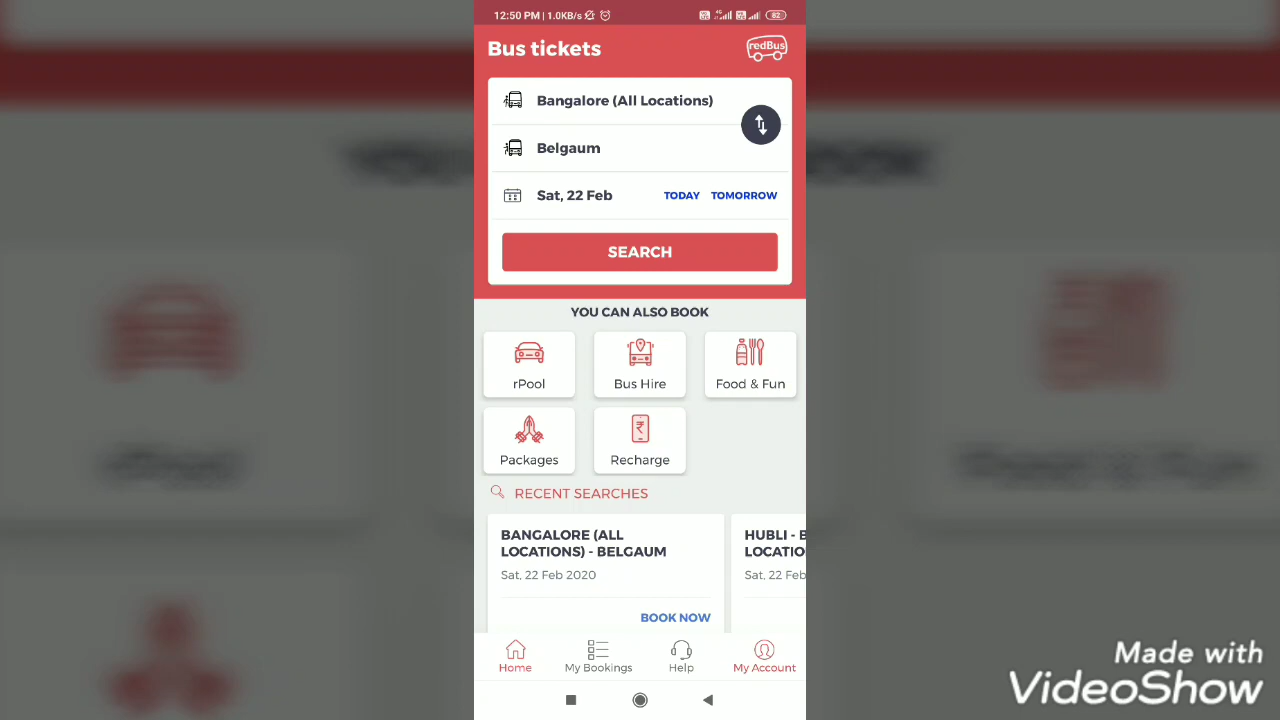 12:50 PM | 1.0KB/s
4G
82
Bus tickets
redBus
Bangalore (All Locations)
Belgaum
Sat, 22 Feb
TODAY TOMORROW
SEARCH
YOU CAN ALSO BOOK
rPool
Bus Hire
Food & Fun
Packages
Recharge
RECENT SEARCHES
BANGALORE (ALL
LOCATIONS) - BELGAUM
Sat, 22 Feb 2020
BOOK NOW
HUBLI - B
LOCATIO
Sat, 22 Feb
Home
My Bookings
Help
My Account
Made with
VideoShow